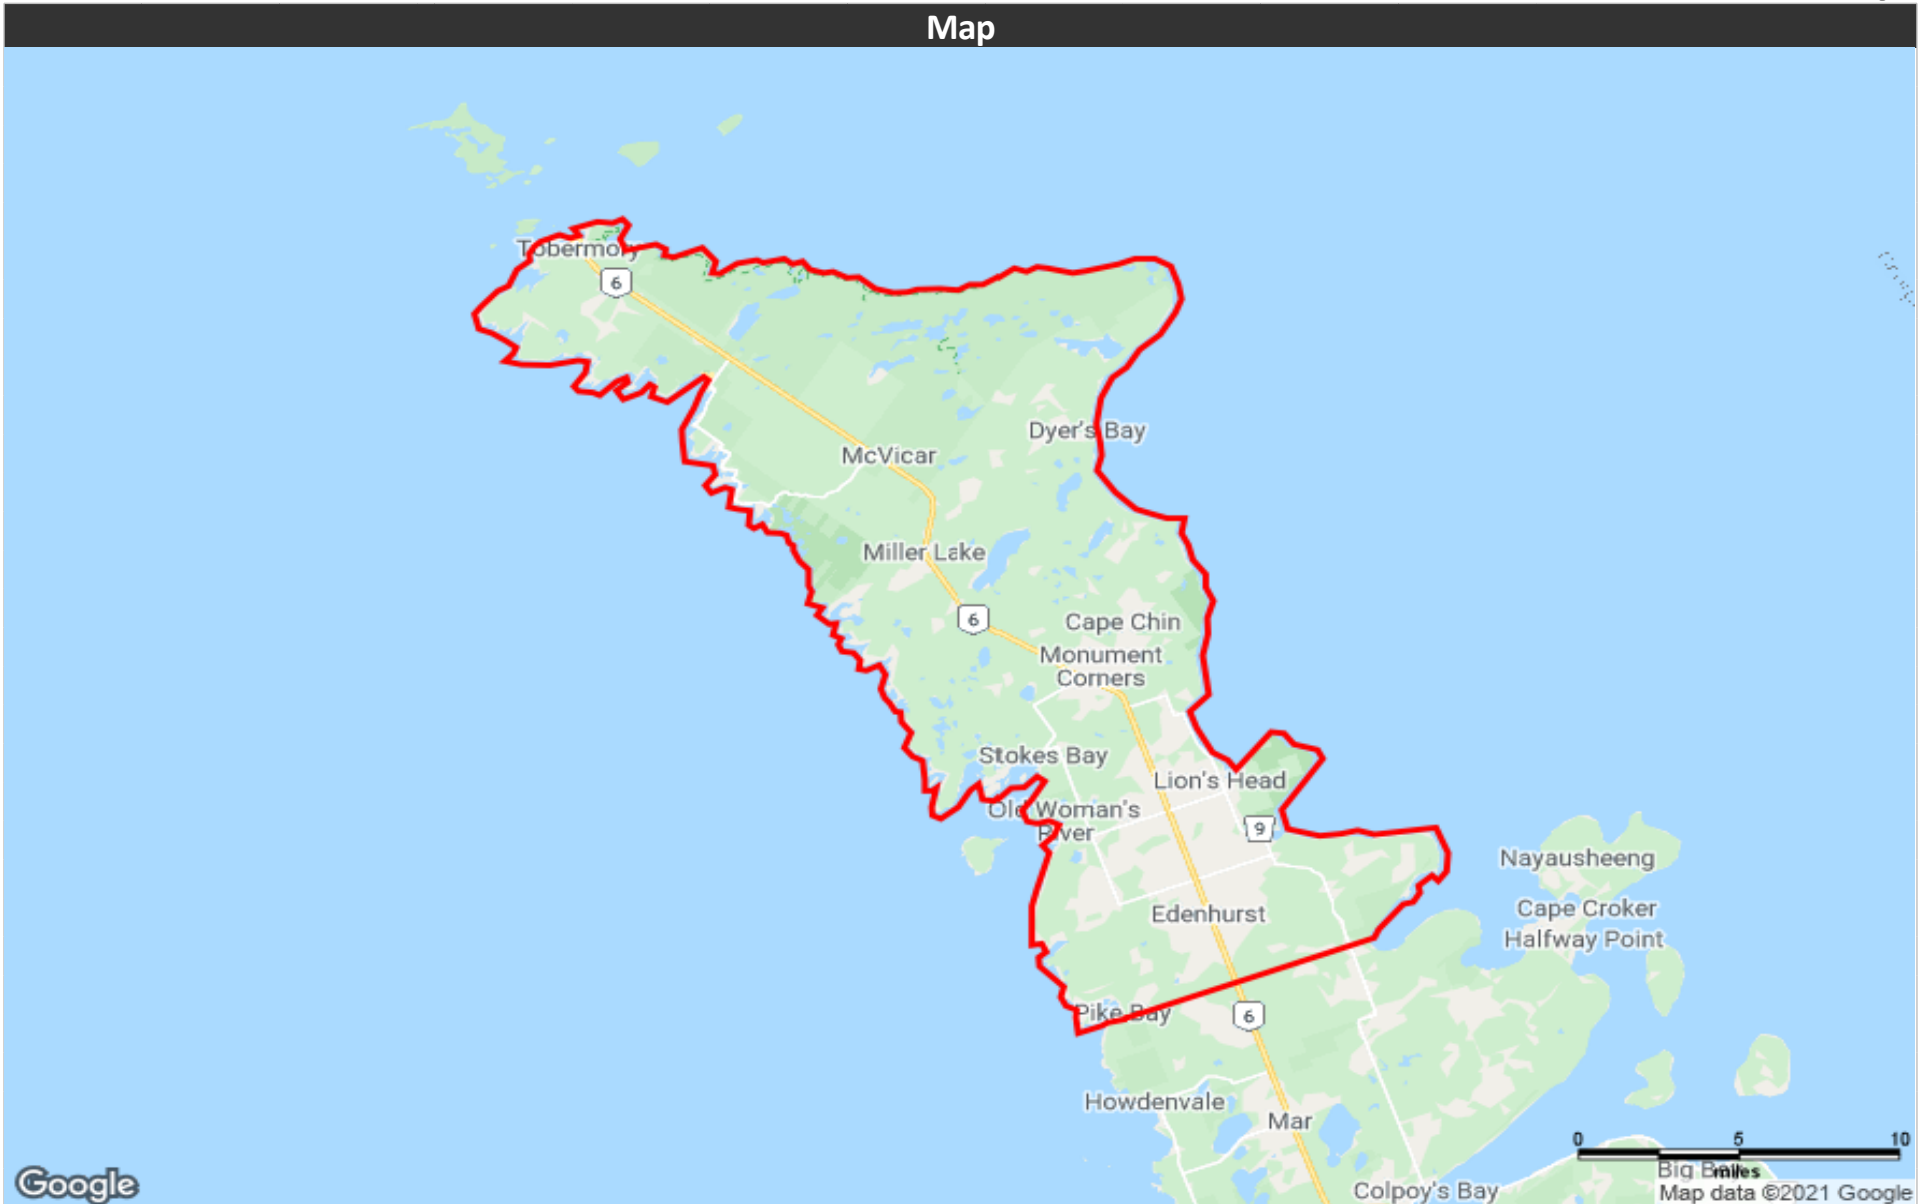 Map
Tobermory
6
Dyer's Bay
McVicar
Miller Lake
6
Cape Chin
Monument
Corners
Stokes Bay
Lion's Head
Old Woman's
River
9
Nayausheeng
Edenhurst
Cape Croker
Halfway Point
Pike Bay
6
Howdenvale
Mar
0 5 10
miles
Big Bay
Colpoy's Bay
Google
Map data ©2021 Google